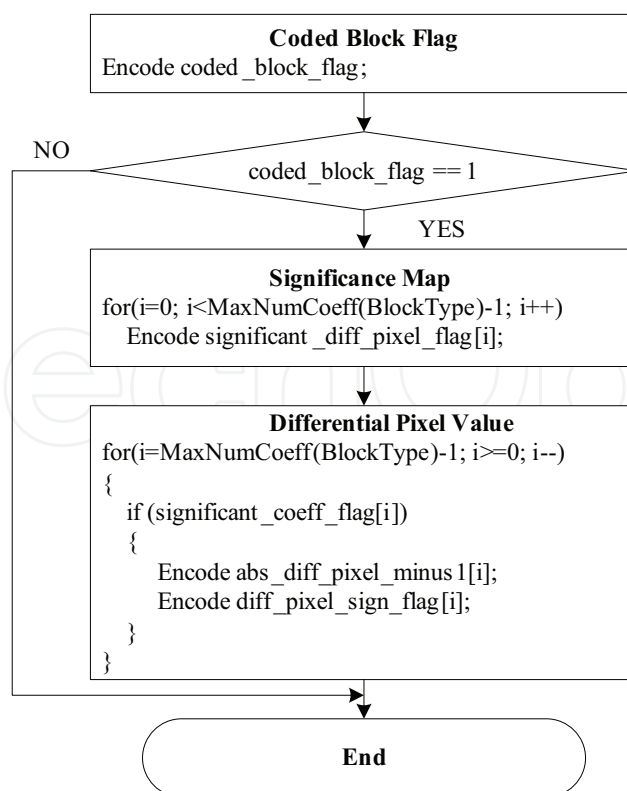 Coded Block Flag
Encode coded_block_flag;
NO
coded_block_flag == 1
YES
Significance Map
for(i=0; i<MaxNumCoeff(BlockType)-1; i++)
Encode significant_diff_pixel_flag[i];
Differential Pixel Value
for(i=MaxNumCoeff(BlockType)-1; i>=0; i--)
{
if (significant_coeff_flag[i])
{
Encode abs_diff_pixel_minus1[i];
Encode diff_pixel_sign_flag[i];
}
}
End